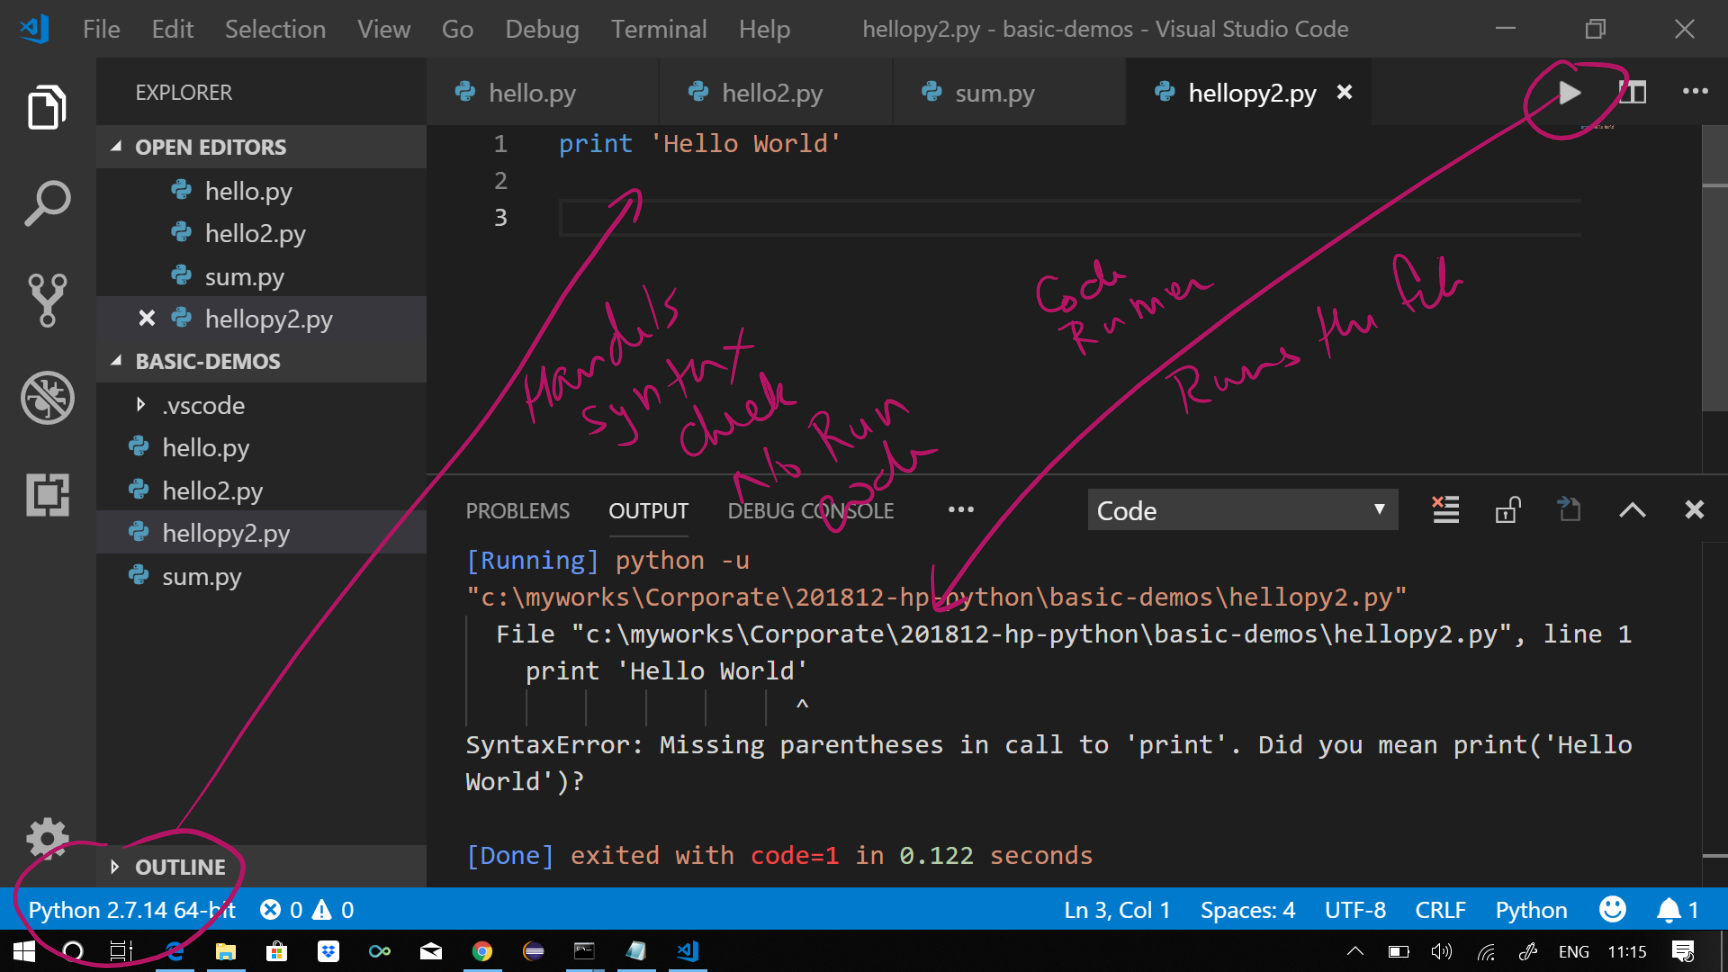 File Edit Selection View Go Debug Terminal Help hellopy2.py - basic-demos - Visual Studio Code
EXPLORER
hello.py hello2.py sum.py hellopy2.py
OPEN EDITORS
hello.py
hello2.py
sum.py
hellopy2.py
BASIC-DEMOS
.vscode
hello.py
hello2.py
hellopy2.py
sum.py
OUTLINE
1 print 'Hello World'
2
3
syntax
check
No Run
Code
Code
Runner
Runs the file
PROBLEMS OUTPUT DEBUG CONSOLE ••• Code
[Running] python -u
"c:\myworks\Corporate\201812-hp-python\basic-demos\hellopy2.py"
File "c:\myworks\Corporate\201812-hp-python\basic-demos\hellopy2.py", line 1
print 'Hello World'
^
SyntaxError: Missing parentheses in call to 'print'. Did you mean print('Hello
World')?
[Done] exited with code=1 in 0.122 seconds
Python 2.7.14 64-bit 0 0 Ln 3, Col 1 Spaces: 4 UTF-8 CRLF Python 1
ENG 11:15